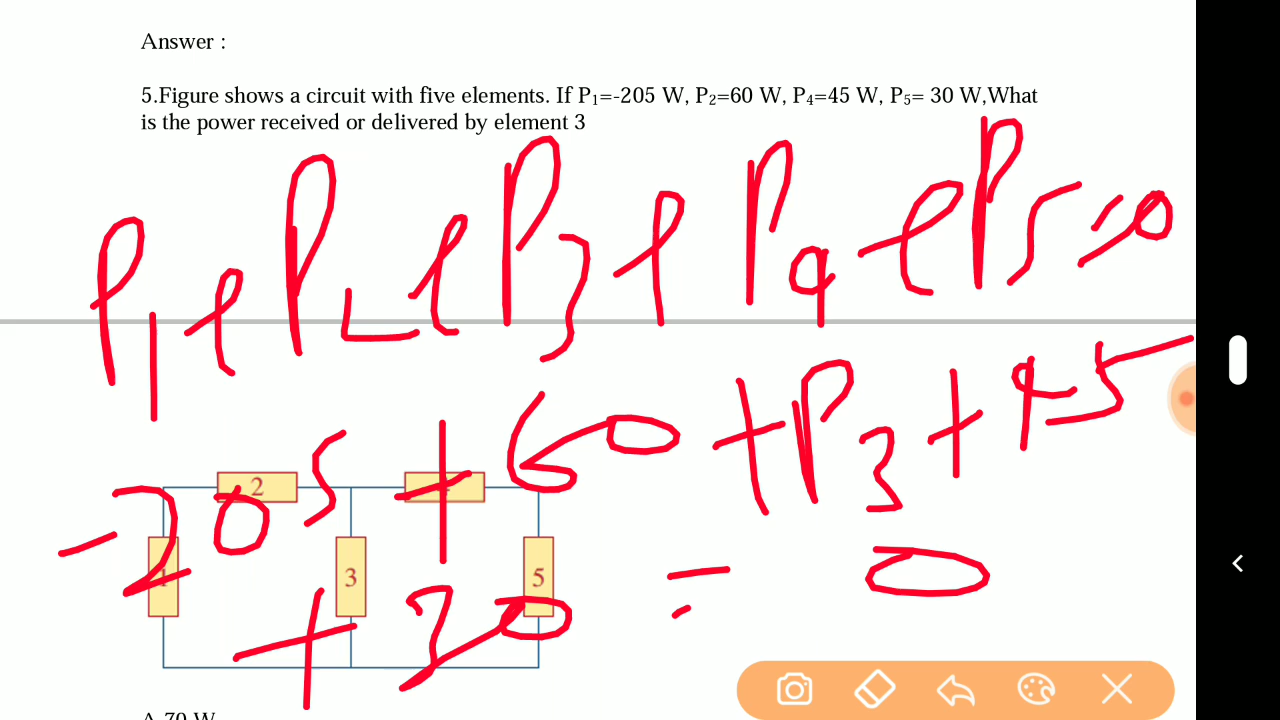 Answer :
5.Figure shows a circuit with five elements. If P₁=-205 W, P₂=60 W, P₄=45 W, P₅= 30 W,What
is the power received or delivered by element 3
P₁+P₂+P₃+P₄+P₅=0
-205+60+P₃+45
+30=0
2
1
3
5
A.70 W